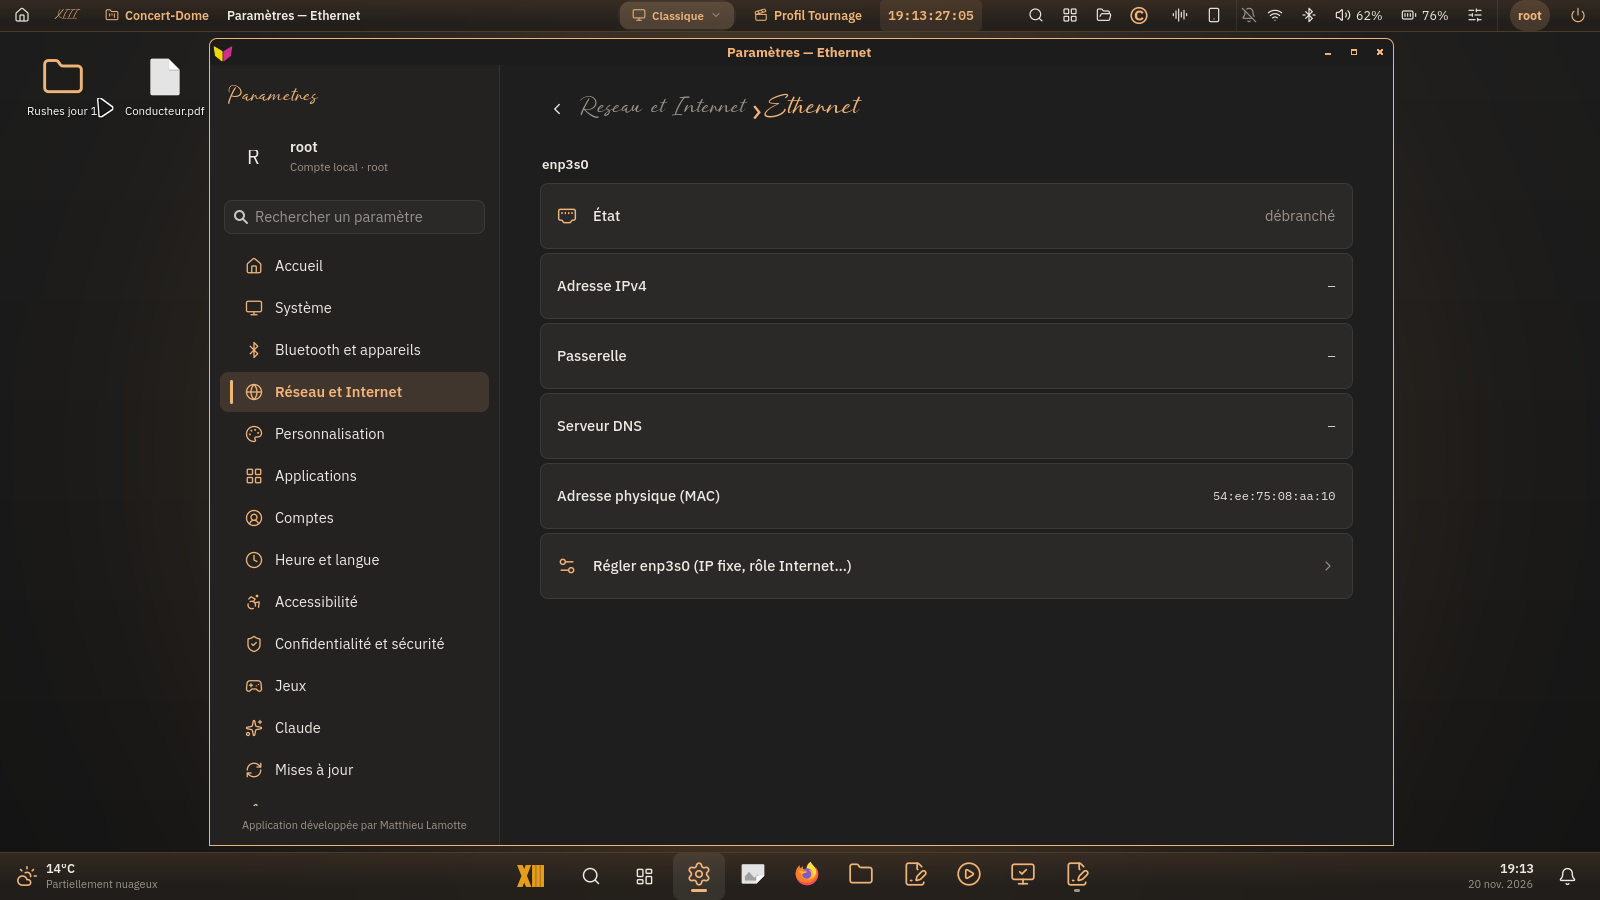 Concert-Dome
Paramètres — Ethernet
Classique
Profil Tournage
19:13:27:05
62%
76%
root
Rushes jour 1
Conducteur.pdf
Paramètres — Ethernet
Parametres
R
root
Compte local · root
Rechercher un paramètre
Accueil
Système
Bluetooth et appareils
Réseau et Internet
Personnalisation
Applications
Comptes
Heure et langue
Accessibilité
Confidentialité et sécurité
Jeux
Claude
Mises à jour
Application développée par Matthieu Lamotte
Reseau et Internet › Ethernet
enp3s0
État
débranché
Adresse IPv4
–
Passerelle
–
Serveur DNS
–
Adresse physique (MAC)
54:ee:75:08:aa:10
Régler enp3s0 (IP fixe, rôle Internet...)
14°C
Partiellement nuageux
XIII
19:13
20 nov. 2026